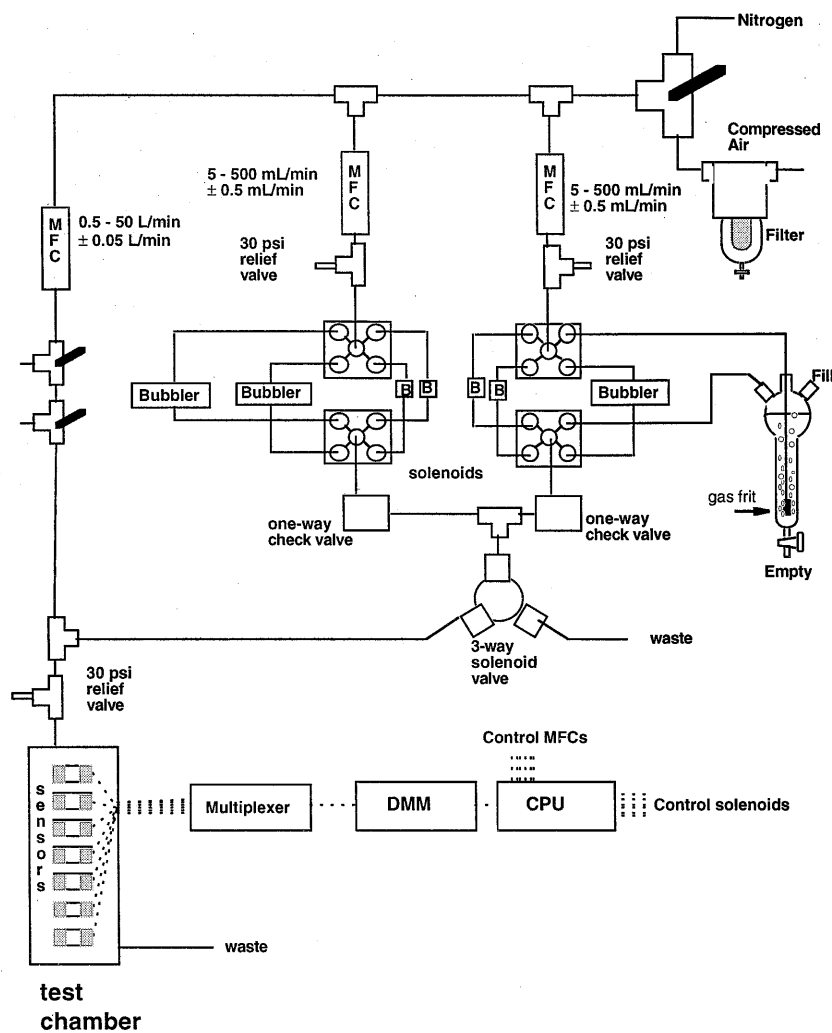 Nitrogen
Compressed
Air
Filter
M
F
C
5 - 500 mL/min
± 0.5 mL/min
M
F
C
5 - 500 mL/min
± 0.5 mL/min
M
F
C
0.5 - 50 L/min
± 0.05 L/min
30 psi
relief
valve
30 psi
relief
valve
Bubbler
Bubbler
B
B
B
B
Bubbler
Fill
solenoids
gas frit
one-way
check valve
one-way
check valve
Empty
3-way
solenoid
valve
waste
30 psi
relief
valve
Control MFCs
sensors
Multiplexer
DMM
CPU
Control solenoids
waste
test
chamber